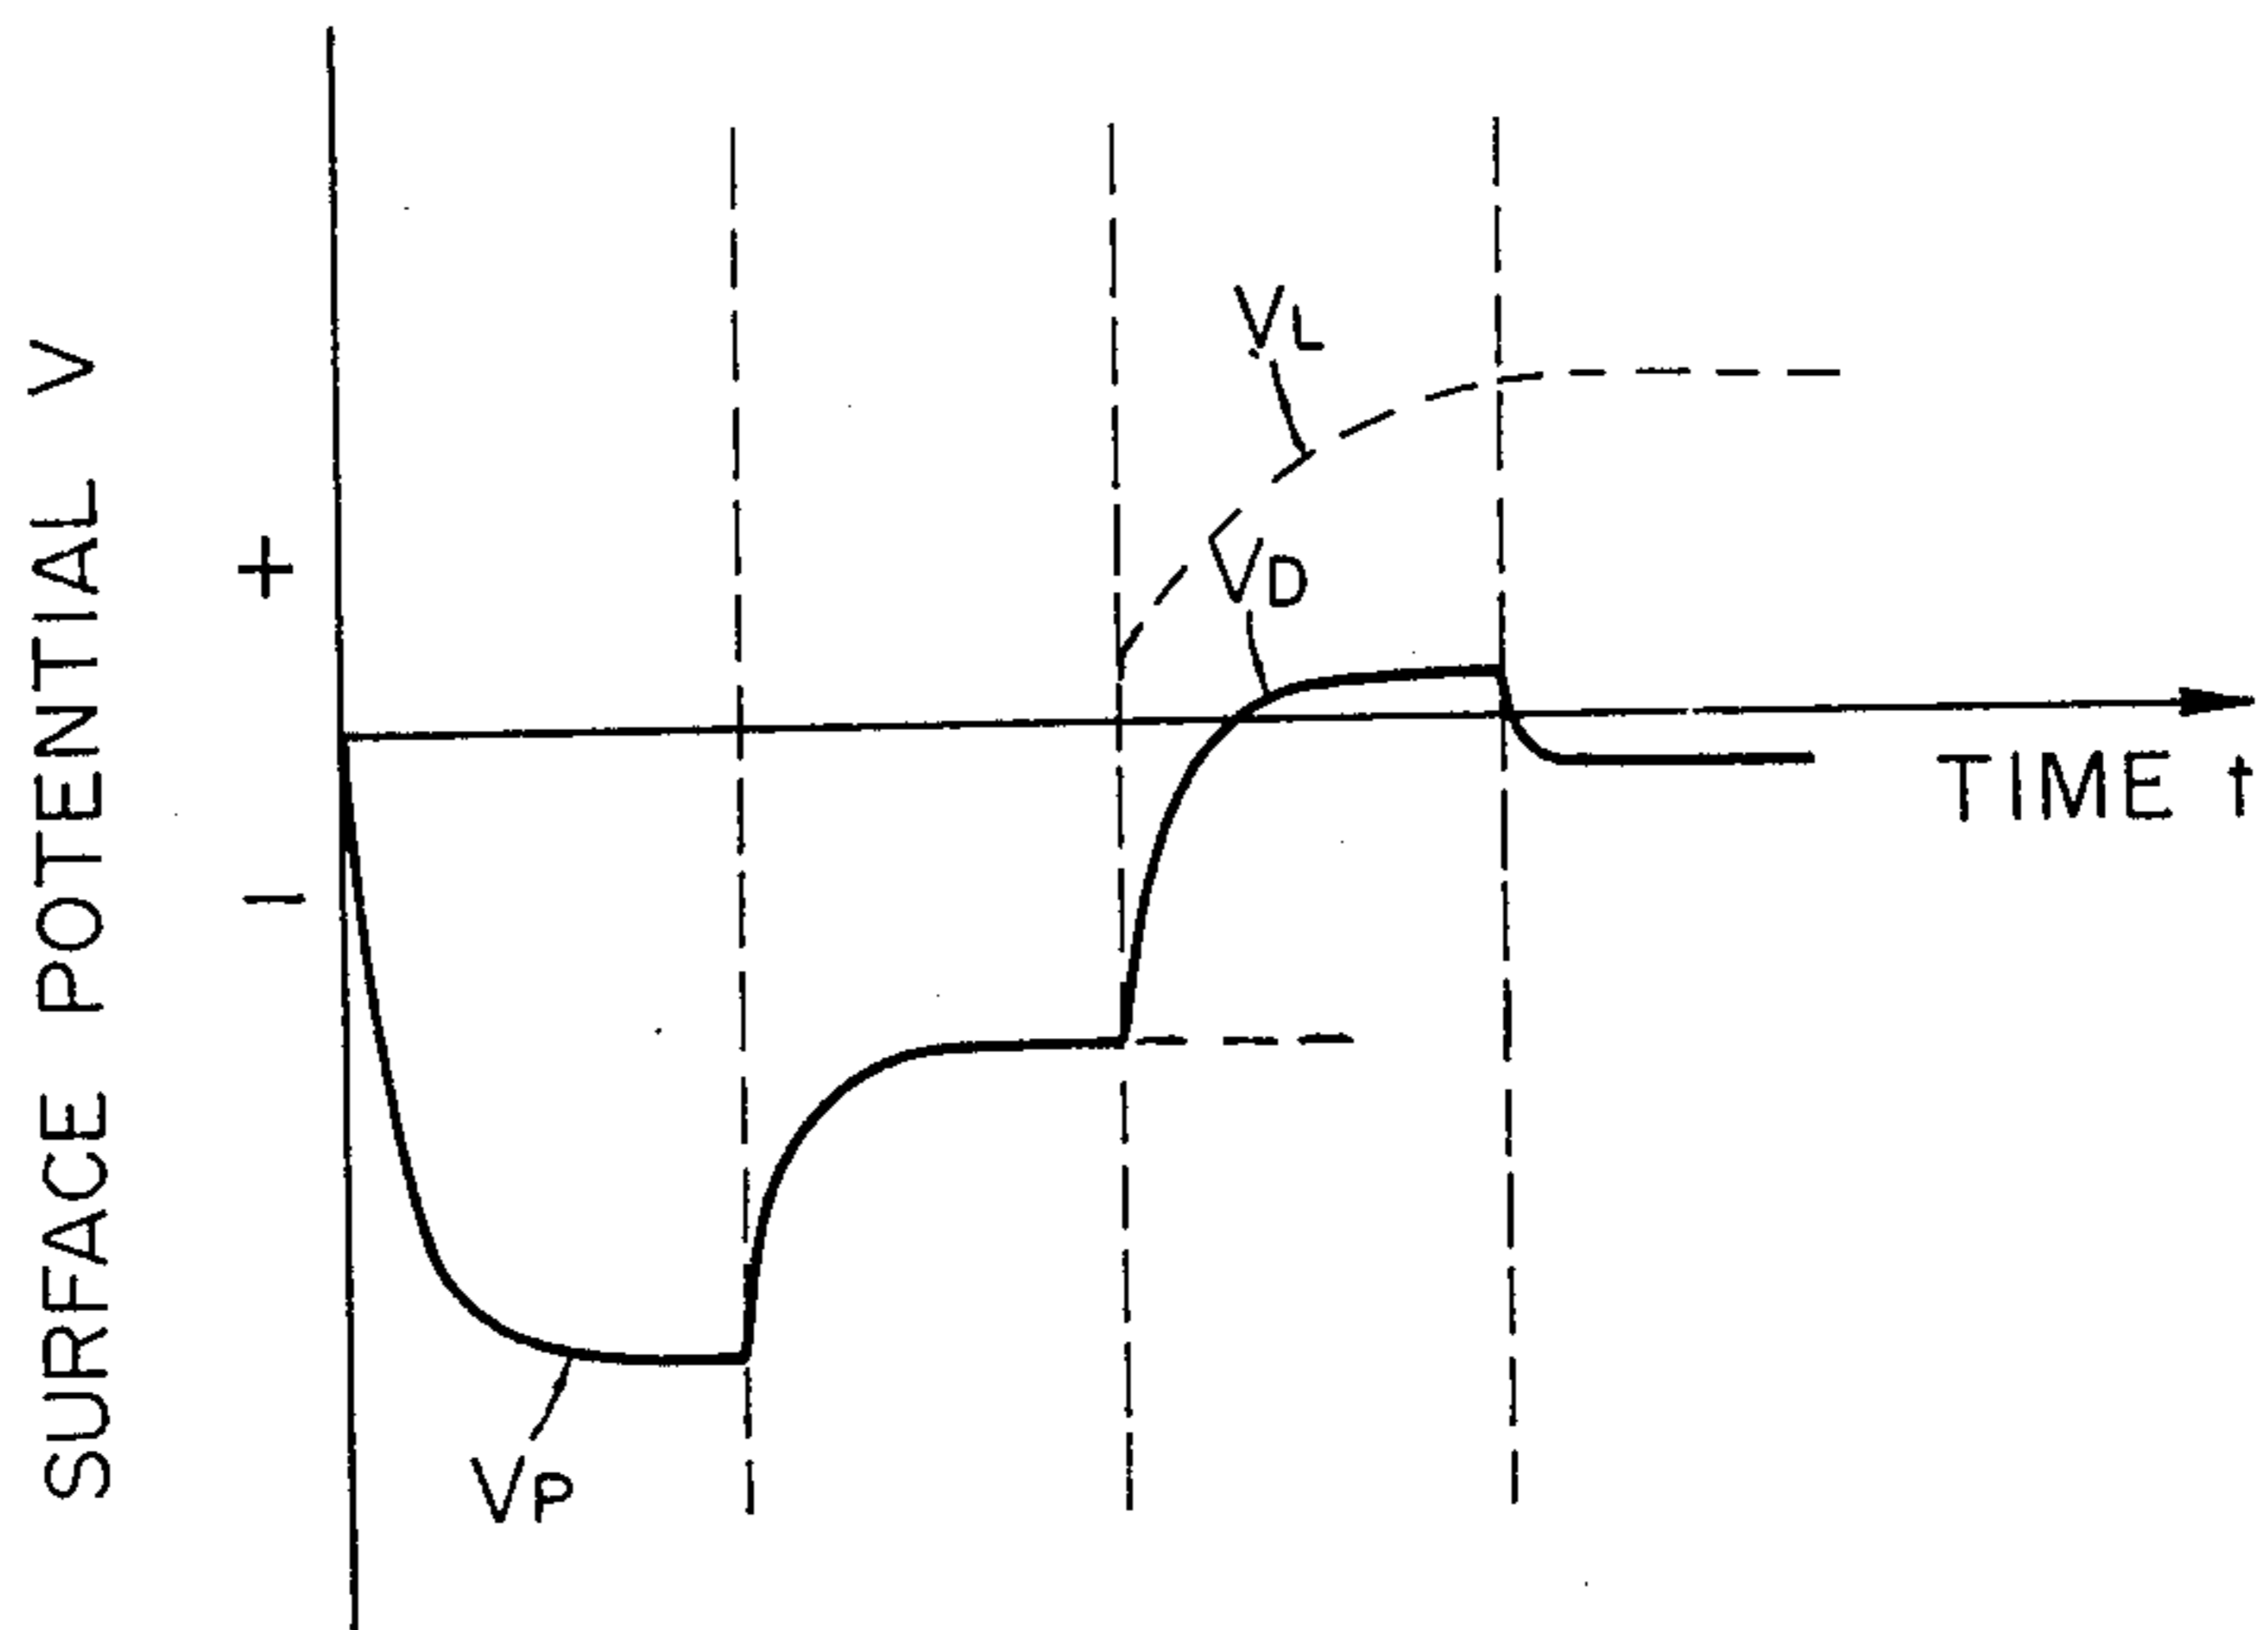 SURFACE POTENTIAL V
+
−
VL
VD
VP
TIME t